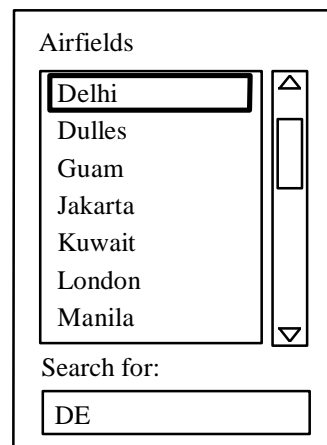 Airfields
Delhi
Dulles
Guam
Jakarta
Kuwait
London
Manila
Search for:
DE